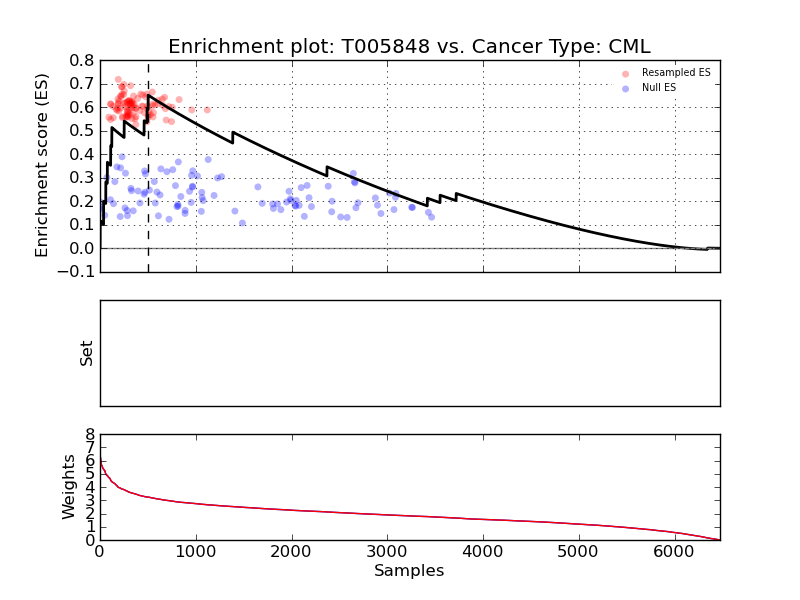 Enrichment plot: T005848 vs. Cancer Type: CML
Enrichment score (ES)
0.8
0.7
0.6
0.5
0.4
0.3
0.2
0.1
0.0
−0.1
Resampled ES
Null ES
Set
Weights
8
7
6
5
4
3
2
1
0
0 1000 2000 3000 4000 5000 6000
Samples